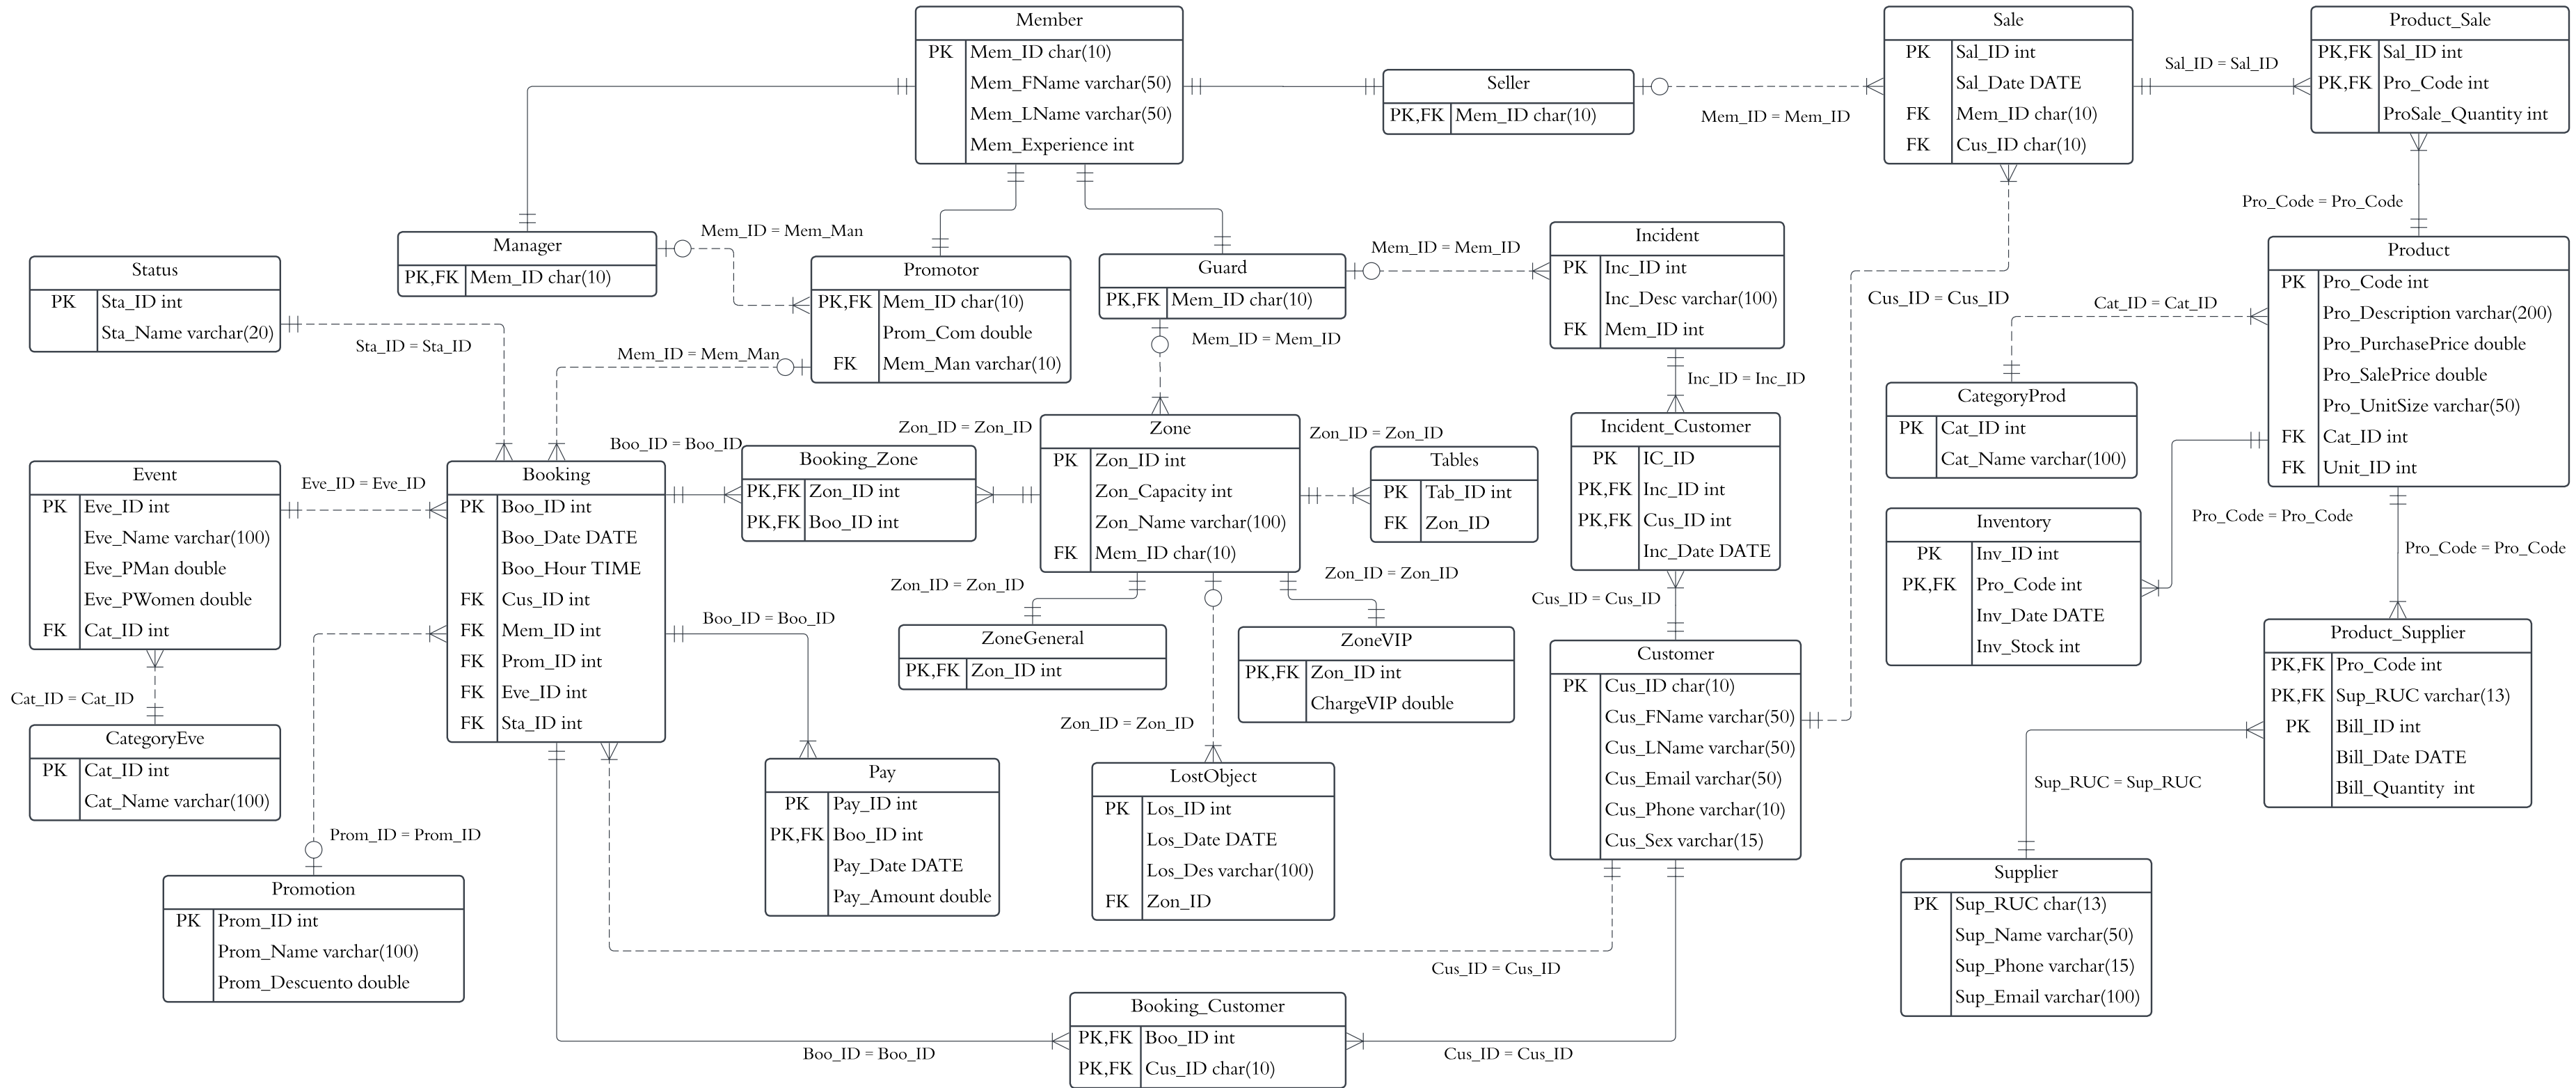 Member
PK Mem_ID char(10)
Mem_FName varchar(50)
Mem_LName varchar(50)
Mem_Experience int
Seller
PK,FK Mem_ID char(10)
Mem_ID = Mem_ID
Sale
PK Sal_ID int
Sal_Date DATE
FK Mem_ID char(10)
FK Cus_ID char(10)
Sal_ID = Sal_ID
Product_Sale
PK,FK Sal_ID int
PK,FK Pro_Code int
ProSale_Quantity int
Pro_Code = Pro_Code
Manager
PK,FK Mem_ID char(10)
Mem_ID = Mem_Man
Promotor
PK,FK Mem_ID char(10)
Prom_Com double
FK Mem_Man varchar(10)
Mem_ID = Mem_Man
Guard
PK,FK Mem_ID char(10)
Mem_ID = Mem_ID
Mem_ID = Mem_ID
Incident
PK Inc_ID int
Inc_Desc varchar(100)
FK Mem_ID int
Inc_ID = Inc_ID
Cus_ID = Cus_ID
Product
PK Pro_Code int
Pro_Description varchar(200)
Pro_PurchasePrice double
Pro_SalePrice double
Pro_UnitSize varchar(50)
FK Cat_ID int
FK Unit_ID int
Cat_ID = Cat_ID
CategoryProd
PK Cat_ID int
Cat_Name varchar(100)
Status
PK Sta_ID int
Sta_Name varchar(20)
Sta_ID = Sta_ID
Event
PK Eve_ID int
Eve_Name varchar(100)
Eve_PMan double
Eve_PWomen double
FK Cat_ID int
Eve_ID = Eve_ID
Booking
PK Boo_ID int
Boo_Date DATE
Boo_Hour TIME
FK Cus_ID int
FK Mem_ID int
FK Prom_ID int
FK Eve_ID int
FK Sta_ID int
Boo_ID = Boo_ID
Booking_Zone
PK,FK Zon_ID int
PK,FK Boo_ID int
Zon_ID = Zon_ID
Zone
PK Zon_ID int
Zon_Capacity int
Zon_Name varchar(100)
FK Mem_ID char(10)
Zon_ID = Zon_ID
Tables
PK Tab_ID int
FK Zon_ID
Incident_Customer
PK IC_ID
PK,FK Inc_ID int
PK,FK Cus_ID int
Inc_Date DATE
Cus_ID = Cus_ID
Inventory
PK Inv_ID int
PK,FK Pro_Code int
Inv_Date DATE
Inv_Stock int
Pro_Code = Pro_Code
Pro_Code = Pro_Code
Product_Supplier
PK,FK Pro_Code int
PK,FK Sup_RUC varchar(13)
PK Bill_ID int
Bill_Date DATE
Bill_Quantity int
Sup_RUC = Sup_RUC
Zon_ID = Zon_ID
ZoneGeneral
PK,FK Zon_ID int
Zon_ID = Zon_ID
ZoneVIP
PK,FK Zon_ID int
ChargeVIP double
Zon_ID = Zon_ID
Customer
PK Cus_ID char(10)
Cus_FName varchar(50)
Cus_LName varchar(50)
Cus_Email varchar(50)
Cus_Phone varchar(10)
Cus_Sex varchar(15)
Cat_ID = Cat_ID
CategoryEve
PK Cat_ID int
Cat_Name varchar(100)
Prom_ID = Prom_ID
Promotion
PK Prom_ID int
Prom_Name varchar(100)
Prom_Descuento double
Boo_ID = Boo_ID
Pay
PK Pay_ID int
PK,FK Boo_ID int
Pay_Date DATE
Pay_Amount double
LostObject
PK Los_ID int
Los_Date DATE
Los_Des varchar(100)
FK Zon_ID
Supplier
PK Sup_RUC char(13)
Sup_Name varchar(50)
Sup_Phone varchar(15)
Sup_Email varchar(100)
Cus_ID = Cus_ID
Booking_Customer
PK,FK Boo_ID int
PK,FK Cus_ID char(10)
Boo_ID = Boo_ID
Cus_ID = Cus_ID